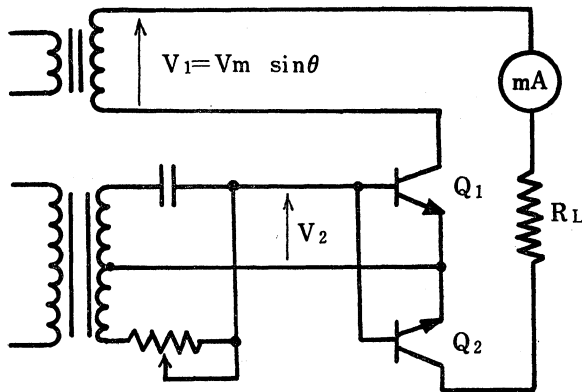 V1=Vm sinθ
mA
Q1
RL
V2
Q2